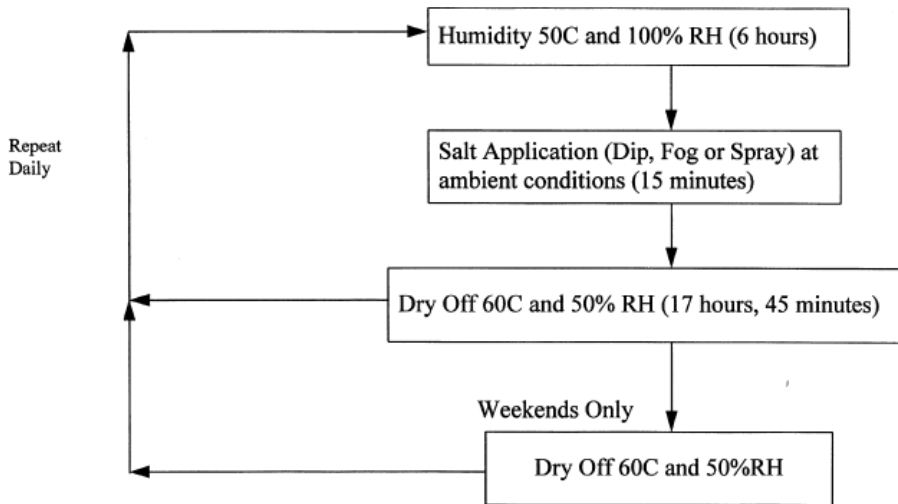 Humidity 50C and 100% RH (6 hours)
Repeat
Daily
Salt Application (Dip, Fog or Spray) at
ambient conditions (15 minutes)
Dry Off 60C and 50% RH (17 hours, 45 minutes)
Weekends Only
Dry Off 60C and 50%RH